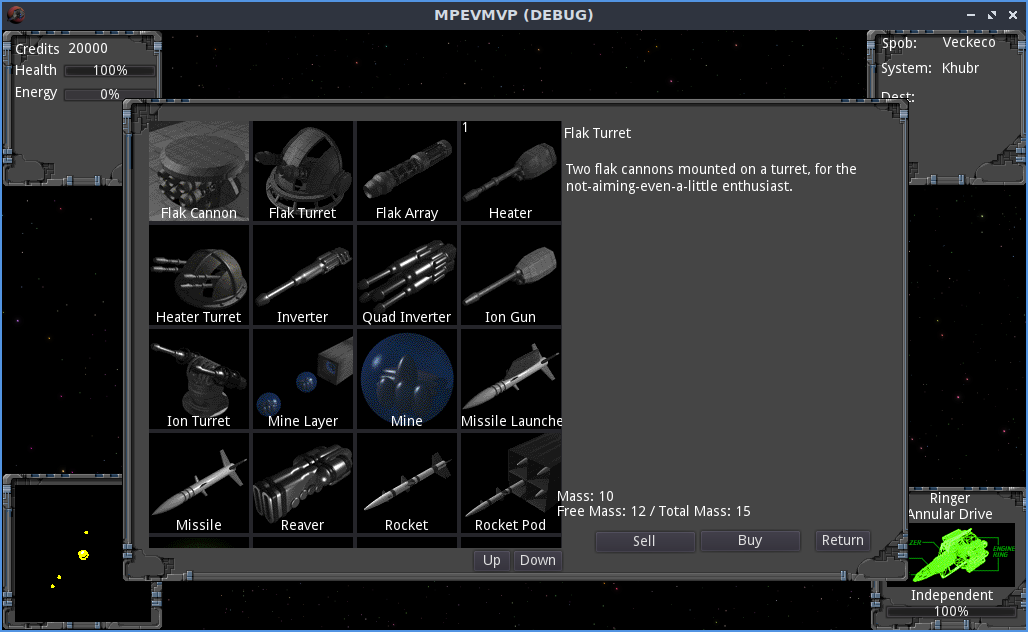 MPEVMVP (DEBUG)
Credits 20000
Health 100%
Energy 0%
Spob: Veckeco
System: Khubr
Dest:
Flak Cannon
Flak Turret
Flak Array
1
Heater
Heater Turret
Inverter
Quad Inverter
Ion Gun
Ion Turret
Mine Layer
Mine
Missile Launche
Missile
Reaver
Rocket
Rocket Pod
Flak Turret
Two flak cannons mounted on a turret, for the
not-aiming-even-a-little enthusiast.
Mass: 10
Free Mass: 12 / Total Mass: 15
Sell
Buy
Return
Up
Down
Ringer
Annular Drive
ZER
ENGINE
RING
Independent
100%